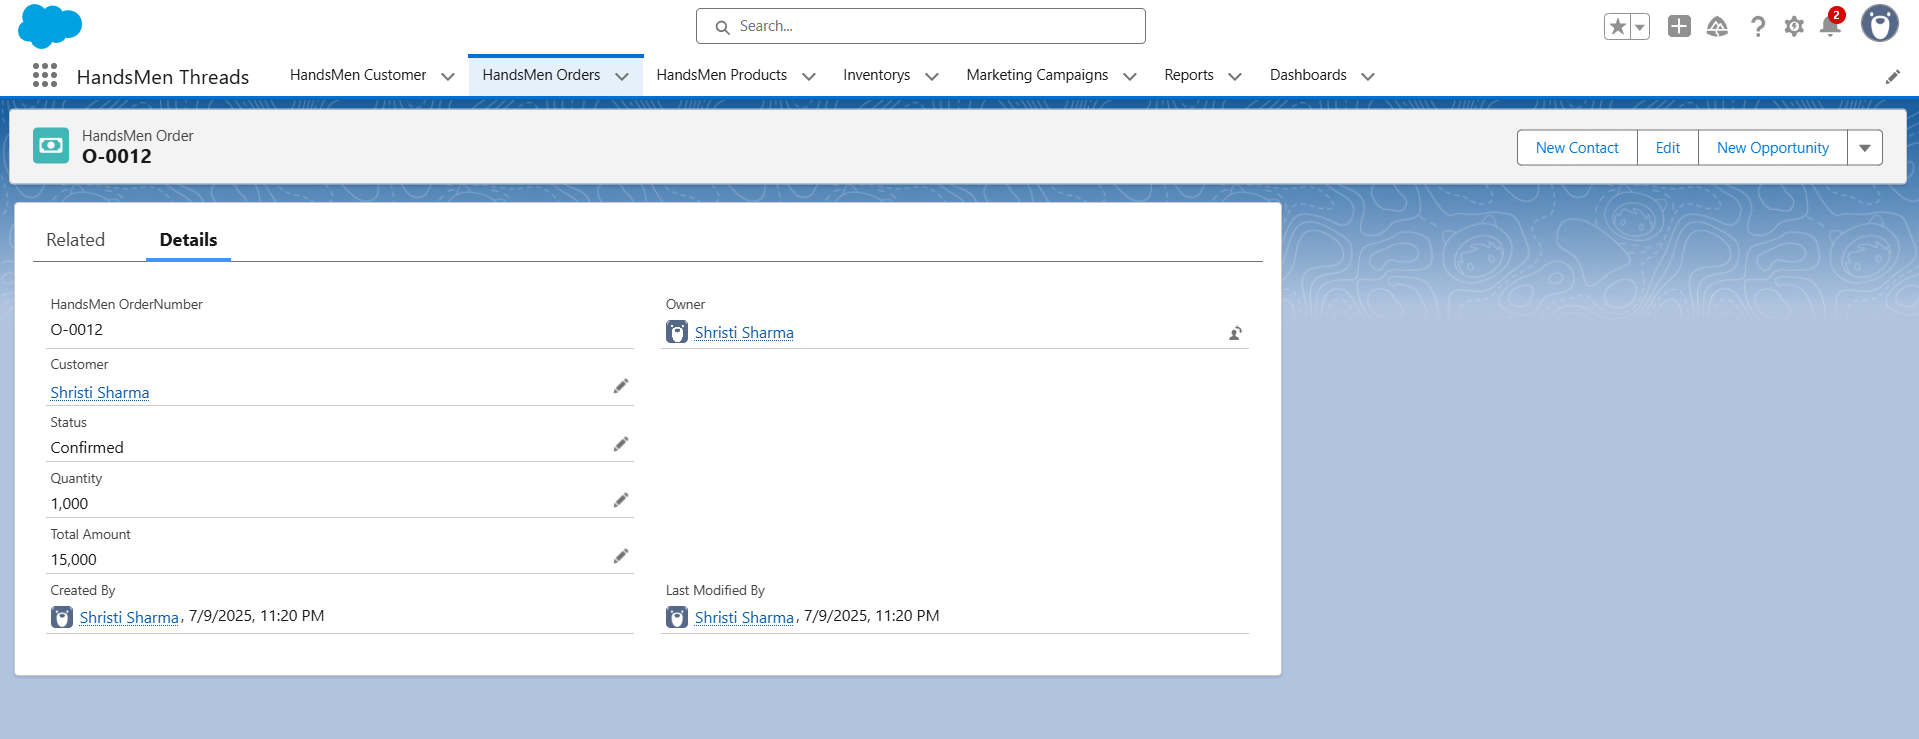 Search...
2
HandsMen Threads
HandsMen Customer
HandsMen Orders
HandsMen Products
Inventorys
Marketing Campaigns
Reports
Dashboards
HandsMen Order
O-0012
New Contact
Edit
New Opportunity
Related
Details
HandsMen OrderNumber
O-0012
Owner
Shristi Sharma
Customer
Shristi Sharma
Status
Confirmed
Quantity
1,000
Total Amount
15,000
Created By
Shristi Sharma, 7/9/2025, 11:20 PM
Last Modified By
Shristi Sharma, 7/9/2025, 11:20 PM